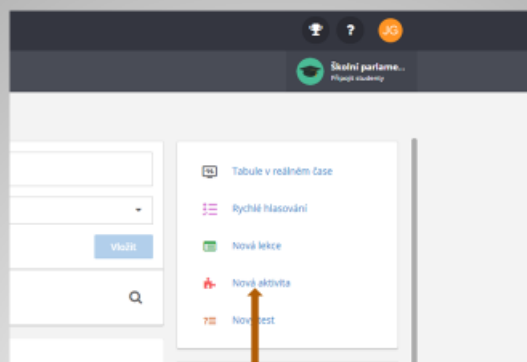 ?
JG
Školní parlame...
Připojit studenty
Tabule v reálném čase
Rychlé hlasování
Vložit
Nová lekce
Nová aktivita
Nový test